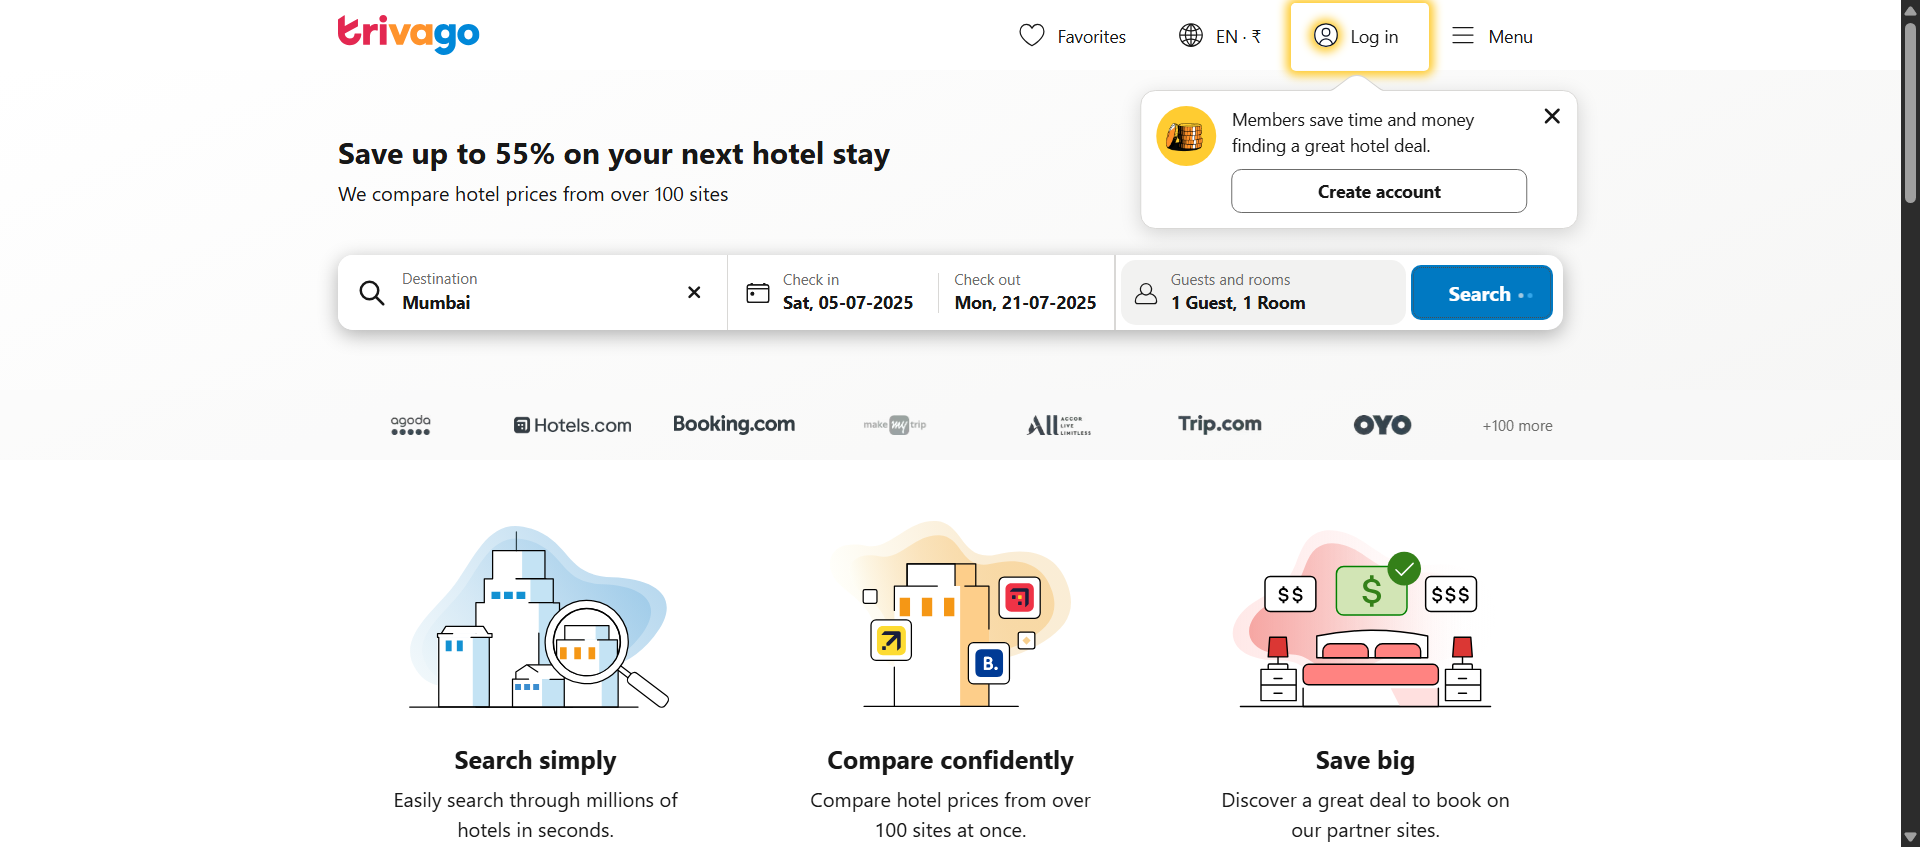 trivago
Favorites
EN · ₹
Log in
Menu
Members save time and money
finding a great hotel deal.
Create account
Save up to 55% on your next hotel stay
We compare hotel prices from over 100 sites
Destination
Mumbai
Check in
Sat, 05-07-2025
Check out
Mon, 21-07-2025
Guests and rooms
1 Guest, 1 Room
Search
agoda
Hotels.com
Booking.com
make my trip
All ACCOR
LIVE
LIMITLESS
Trip.com
OYO
+100 more
B.
$$
$
$$$
Search simply
Easily search through millions of
hotels in seconds.
Compare confidently
Compare hotel prices from over
100 sites at once.
Save big
Discover a great deal to book on
our partner sites.